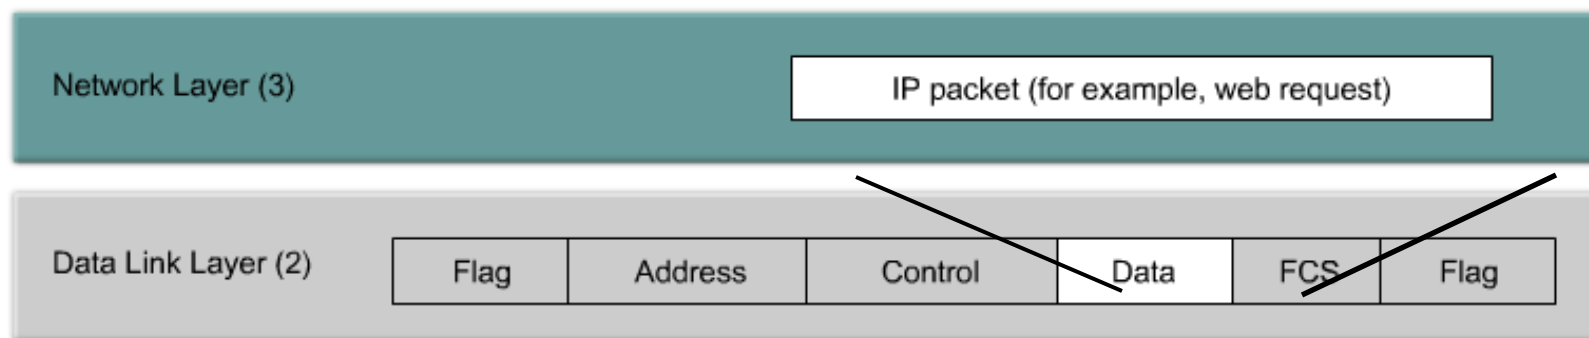 Network Layer (3)
IP packet (for example, web request)
Data Link Layer (2)
Flag
Address
Control
Data
FCS
Flag